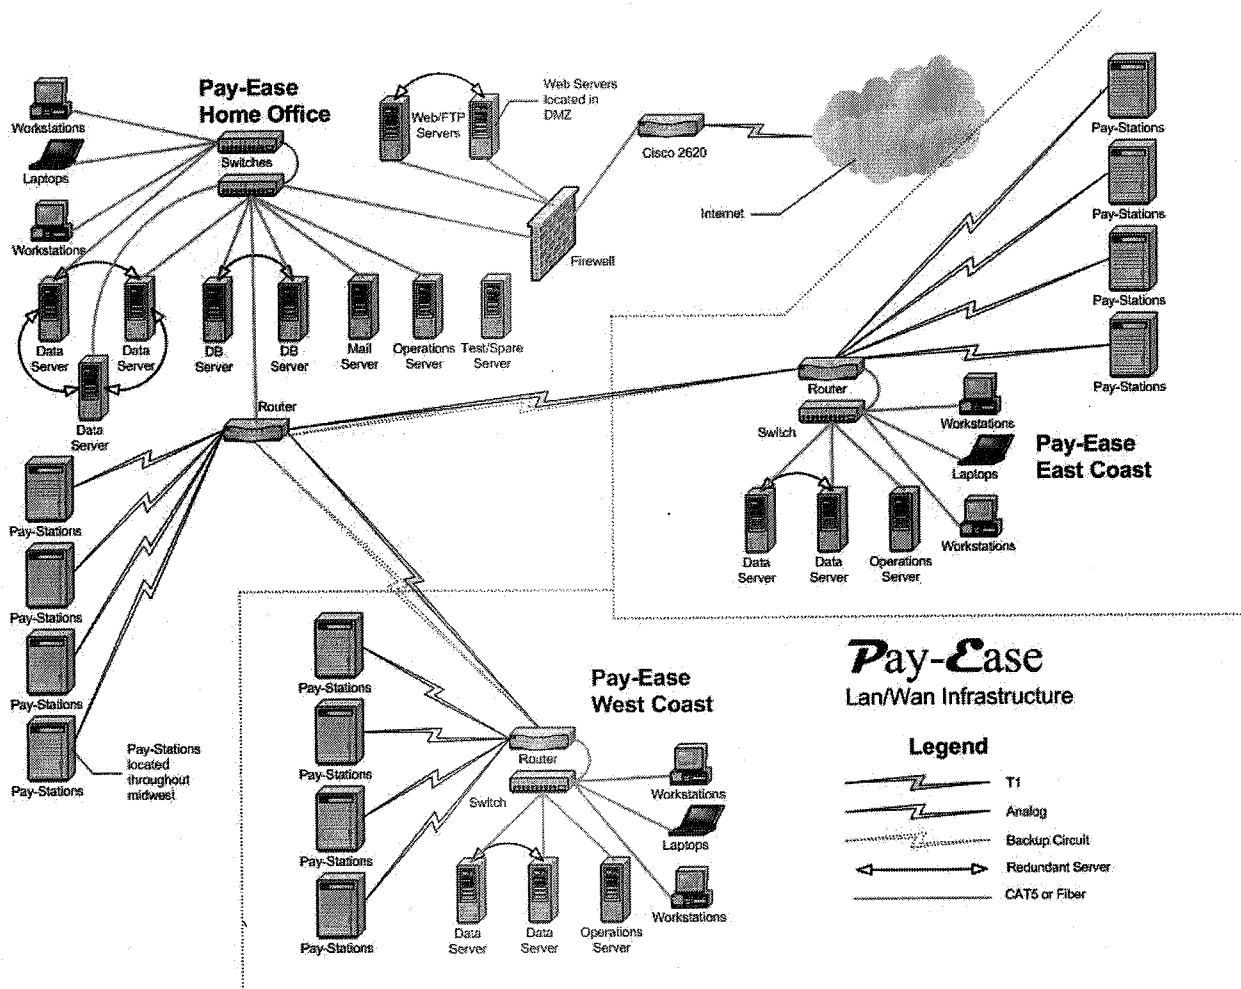 Pay-Ease
Home Office
Workstations
Laptops
Workstations
Switches
Web/FTP
Servers
Web Servers
located in
DMZ
Cisco 2620
Internet
Firewall
Data
Server
Data
Server
DB
Server
DB
Server
Mail
Server
Operations
Server
Test/Spare
Server
Data
Server
Router
Pay-Stations
Pay-Stations
Pay-Stations
Pay-Stations
Pay-Stations
located
throughout
midwest
Pay-Stations
Pay-Stations
Pay-Stations
Pay-Stations
Router
Switch
Workstations
Laptops
Workstations
Pay-Ease
East Coast
Data
Server
Data
Server
Operations
Server
Pay-Stations
Pay-Stations
Pay-Stations
Pay-Stations
Pay-Ease
West Coast
Router
Switch
Workstations
Laptops
Workstations
Data
Server
Data
Server
Operations
Server
Pay-Ease
Lan/Wan Infrastructure
Legend
T1
Analog
Backup Circuit
Redundant Server
CAT5 or Fiber